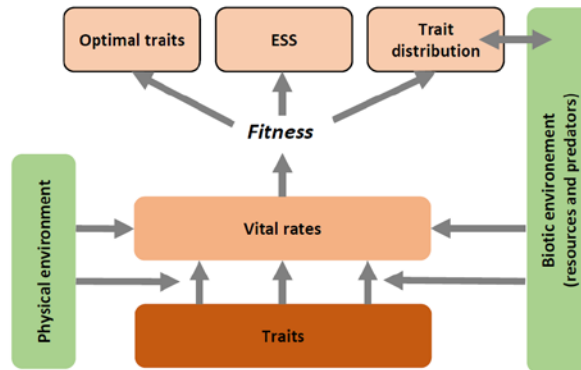 Optimal traits
ESS
Trait
distribution
Fitness
Physical environment
Vital rates
Biotic environement
(resources and predators)
Traits